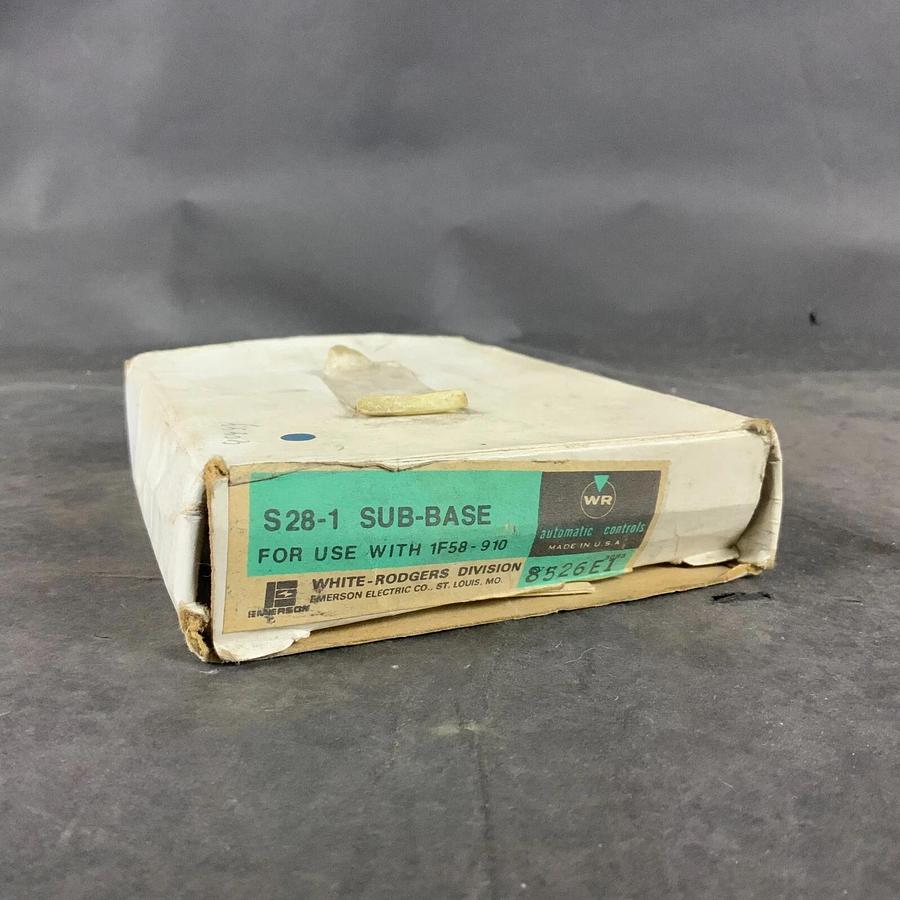 S28-1 SUB-BASE
FOR USE WITH 1F58-910
WR
automatic controls
MADE IN U.S.A.
WHITE-RODGERS DIVISION
EMERSON ELECTRIC CO., ST. LOUIS, MO.
EMERSON
8526E1